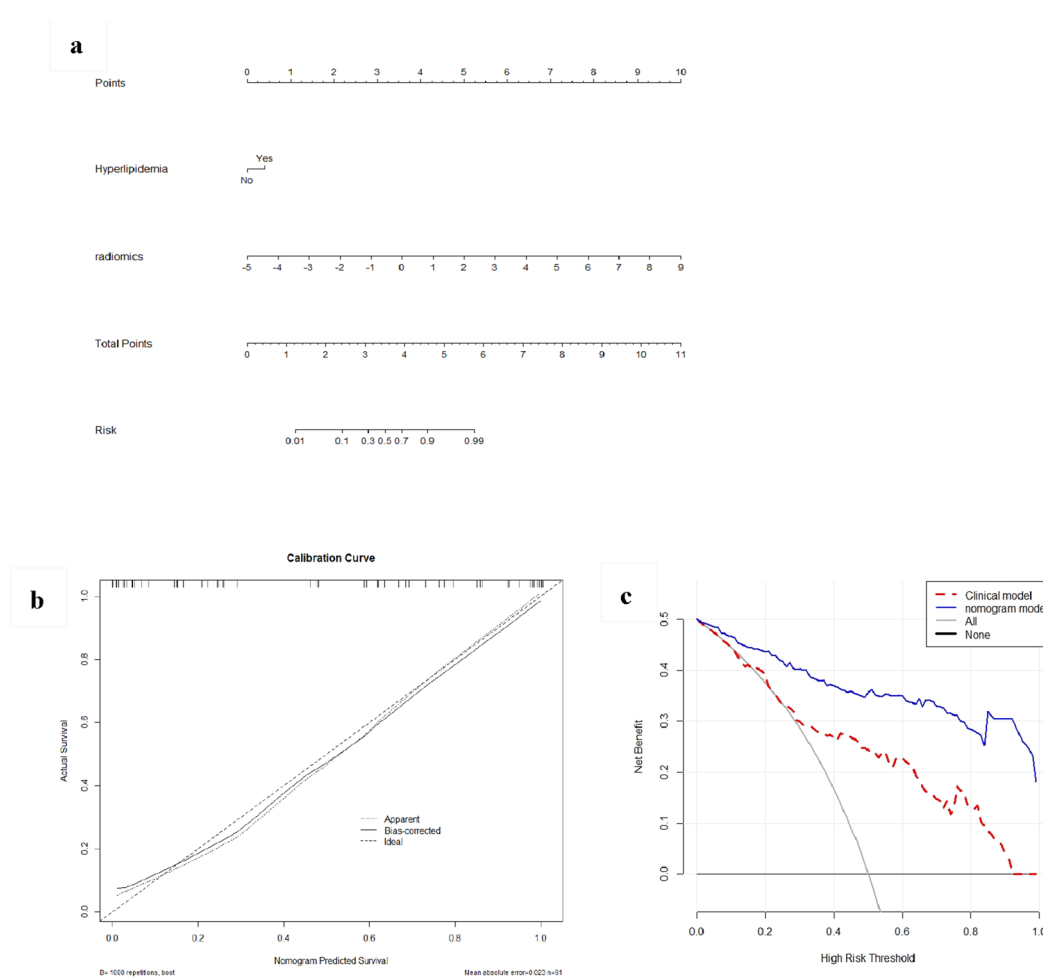 a
Points
0 1 2 3 4 5 6 7 8 9 10
Hyperlipidemia
Yes
No
radiomics
-5 -4 -3 -2 -1 0 1 2 3 4 5 6 7 8 9
Total Points
0 1 2 3 4 5 6 7 8 9 10 11
Risk
0.01 0.1 0.3 0.5 0.7 0.9 0.99
b
Calibration Curve
Actual Survival
1.0
0.8
0.6
0.4
0.2
0.0
Apparent
Bias-corrected
Ideal
0.0 0.2 0.4 0.6 0.8 1.0
Nomogram Predicted Survival
B= 1000 repetitions, boot
Mean absolute error=0.023 n=61
c
Clinical model
nomogram mode
All
None
Net Benefit
0.5
0.4
0.3
0.2
0.1
0.0
0.0 0.2 0.4 0.6 0.8 1.0
High Risk Threshold